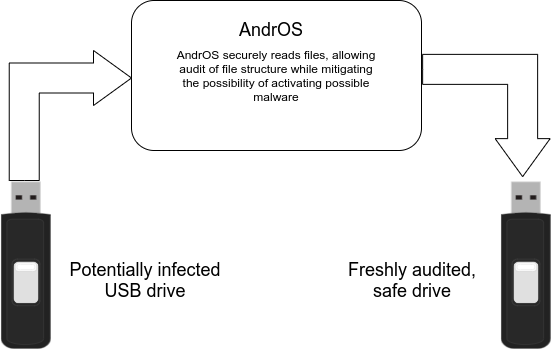 AndrOS
AndrOS securely reads files, allowing
audit of file structure while mitigating
the possibility of activating possible
malware
Potentially infected
USB drive
Freshly audited,
safe drive